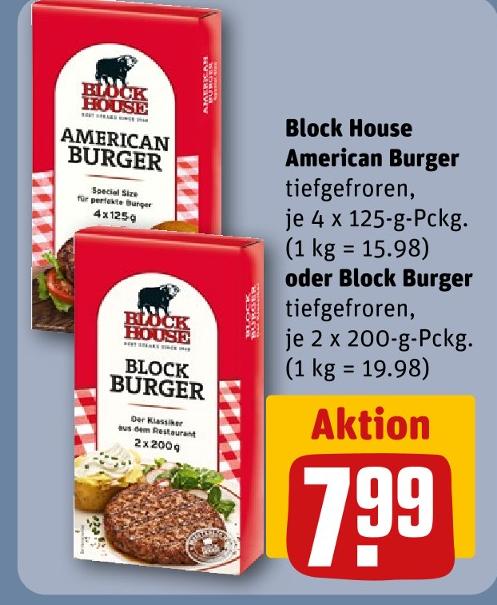 BLOCK
HOUSE
BEST STEAKS SINCE 1968
AMERICAN
BURGER
Special Size
für perfekte Burger
4x125g
AMERICAN
BURGER
BLOCK
HOUSE
BEST STEAKS SINCE 1968
BLOCK
BURGER
Der Klassiker
aus dem Restaurant
2x200g
BLOCK
BURGER
Block House
American Burger
tiefgefroren,
je 4 x 125-g-Pckg.
(1 kg = 15.98)
oder Block Burger
tiefgefroren,
je 2 x 200-g-Pckg.
(1 kg = 19.98)
Aktion
7.99